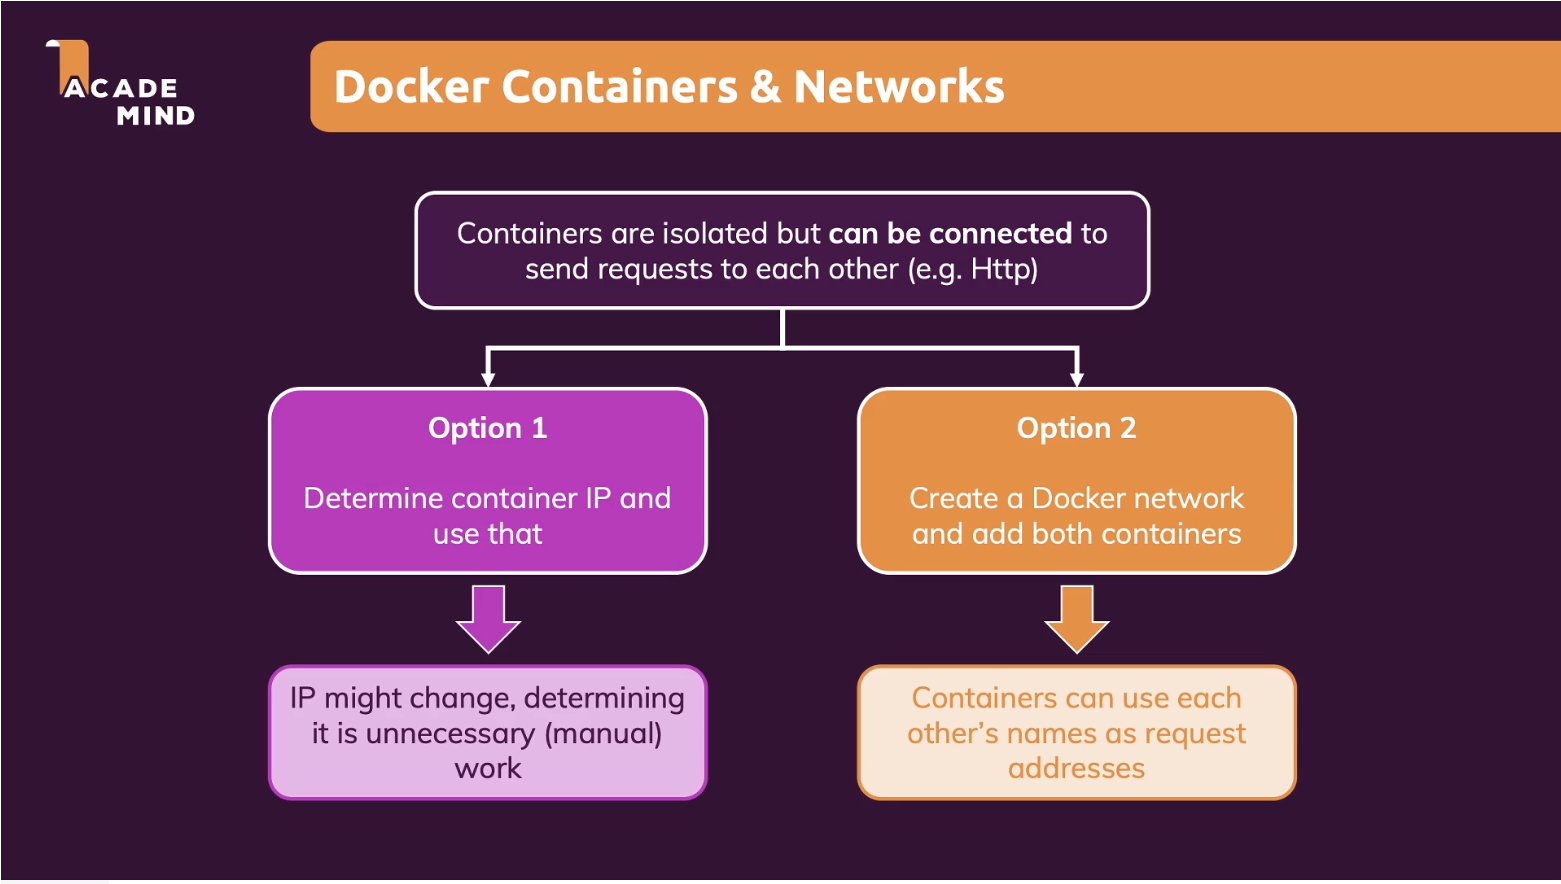 ACADE
MIND
Docker Containers & Networks
Containers are isolated but can be connected to
send requests to each other (e.g. Http)
Option 1
Determine container IP and
use that
Option 2
Create a Docker network
and add both containers
IP might change, determining
it is unnecessary (manual)
work
Containers can use each
other’s names as request
addresses